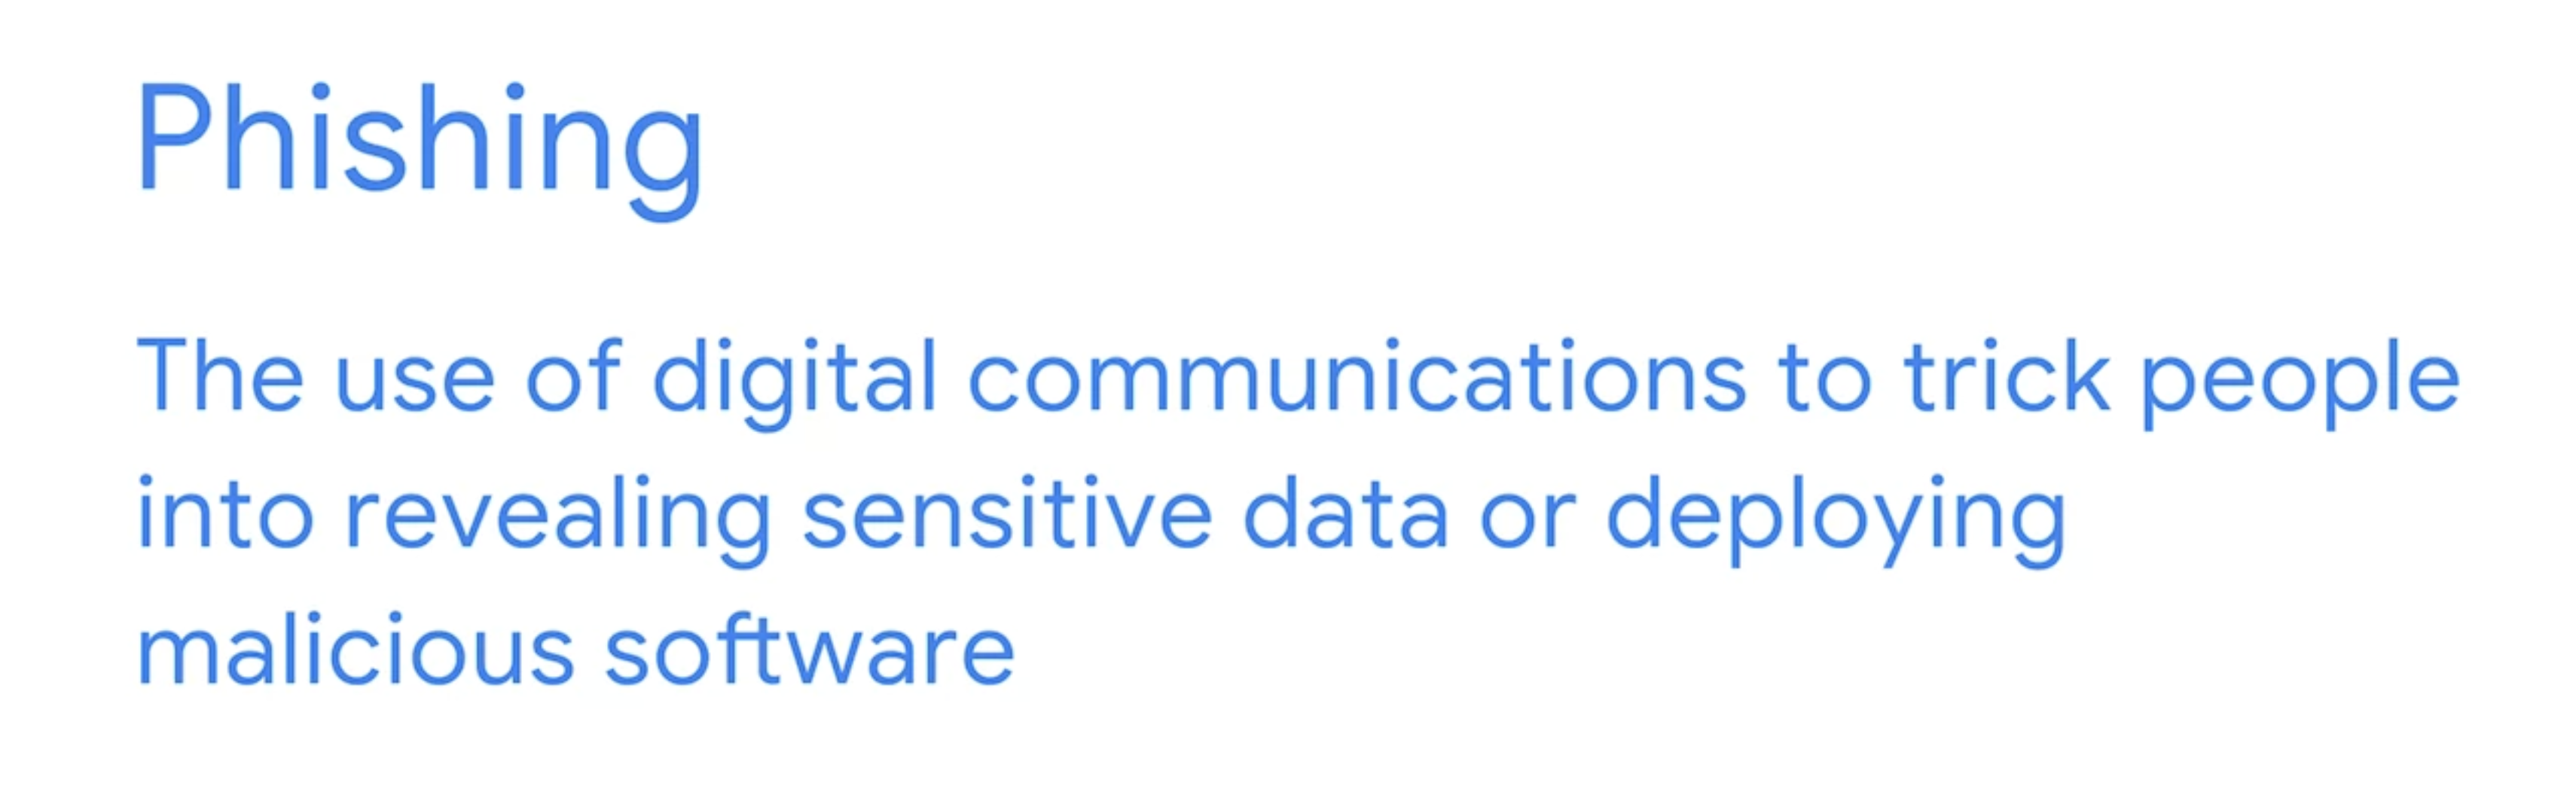 Phishing
The use of digital communications to trick people
into revealing sensitive data or deploying
malicious software